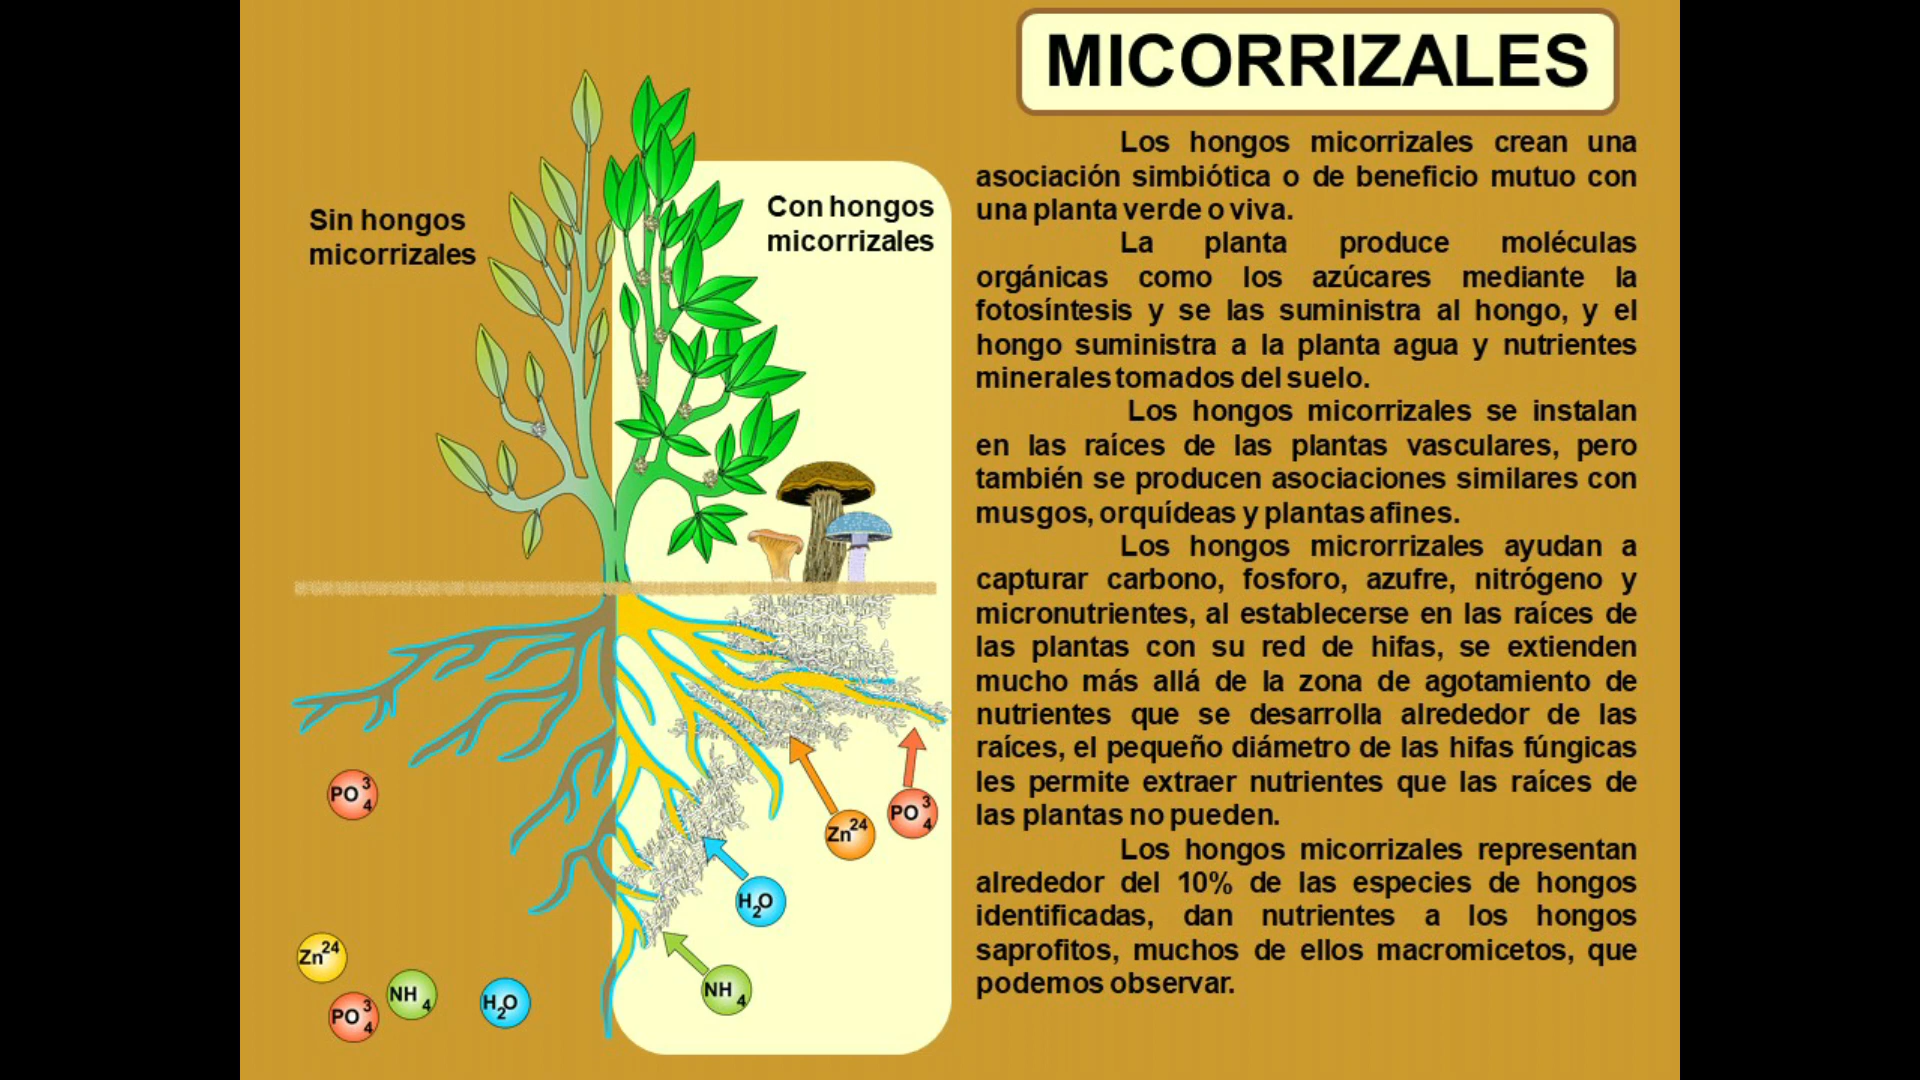 MICORRIZALES
Sin hongos
micorrizales
Con hongos
micorrizales
Los hongos micorrizales crean una
asociación simbiótica o de beneficio mutuo con
una planta verde o viva.
La planta produce moléculas
orgánicas como los azúcares mediante la
fotosíntesis y se las suministra al hongo, y el
hongo suministra a la planta agua y nutrientes
minerales tomados del suelo.
Los hongos micorrizales se instalan
en las raíces de las plantas vasculares, pero
también se producen asociaciones similares con
musgos, orquídeas y plantas afines.
Los hongos microrrizales ayudan a
capturar carbono, fosforo, azufre, nitrógeno y
micronutrientes, al establecerse en las raíces de
las plantas con su red de hifas, se extienden
mucho más allá de la zona de agotamiento de
nutrientes que se desarrolla alrededor de las
raíces, el pequeño diámetro de las hifas fúngicas
les permite extraer nutrientes que las raíces de
las plantas no pueden.
Los hongos micorrizales representan
alrededor del 10% de las especies de hongos
identificadas, dan nutrientes a los hongos
saprofitos, muchos de ellos macromicetos, que
podemos observar.
PO 3 4
Zn24
PO 3 4
H2O
Zn24
NH 4
PO 3 4
H2O
NH 4